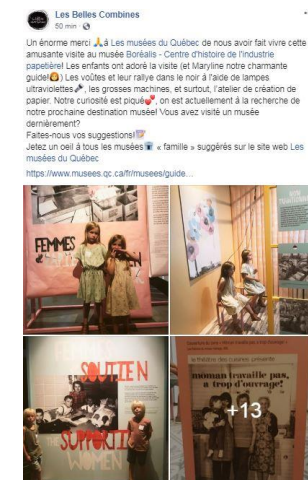 Les Belles Combines
50 min ·
Un énorme merci 🙏à Les musées du Québec de nous avoir fait vivre cette
amusante visite au musée Boréalis - Centre d'histoire de l'industrie
papetière! Les enfants ont adoré la visite (et Maryline notre charmante
guide!) Les voûtes et leur rallye dans le noir à l'aide de lampes
ultraviolettes, les grosses machines, et surtout, l'atelier de création de
papier. Notre curiosité est piqué, on est actuellement à la recherche de
notre prochaine destination musée! Vous avez visité un musée
dernièrement?
Faites-nous vos suggestions!
Jetez un oeil à tous les musées « famille » suggérés sur le site web Les
musées du Québec
https://www.musees.qc.ca/fr/musees/guide...
FEMMES
SOUTIEN
SUPPORTING
WOMEN
moman travaille pas,
a trop d'ouvrage!
+13